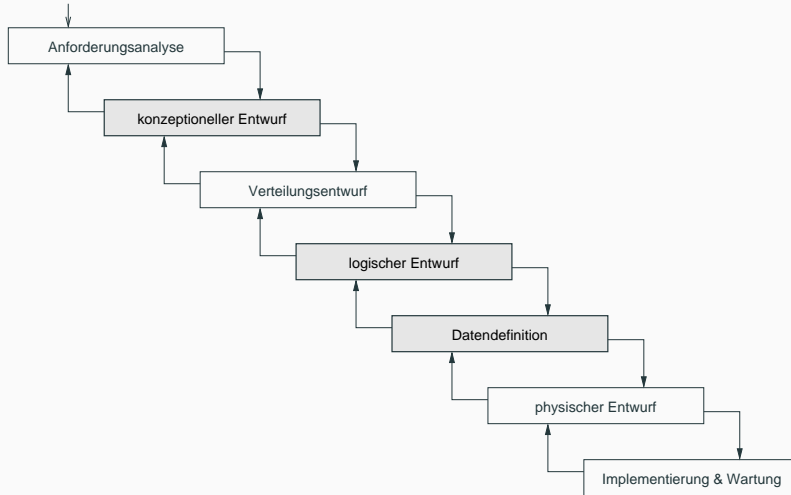 Anforderungsanalyse
konzeptioneller Entwurf
Verteilungsentwurf
logischer Entwurf
Datendefinition
physischer Entwurf
Implementierung & Wartung